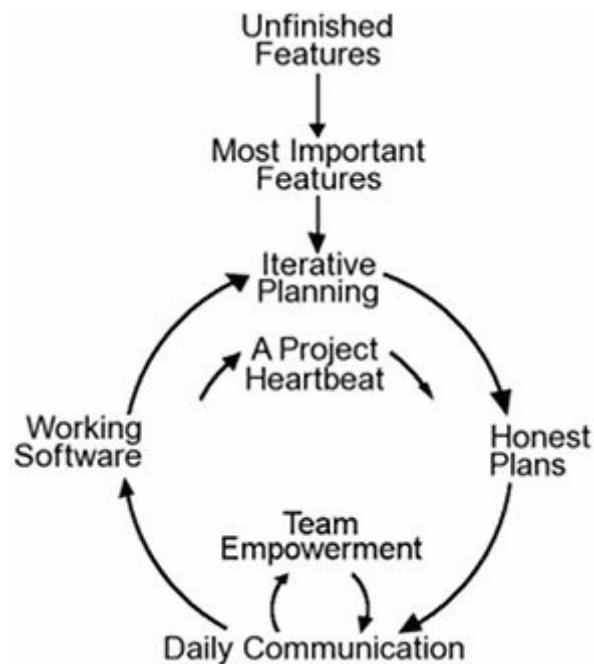 Unfinished
Features
Most Important
Features
Iterative
Planning
A Project
Heartbeat
Working
Software
Honest
Plans
Team
Empowerment
Daily Communication